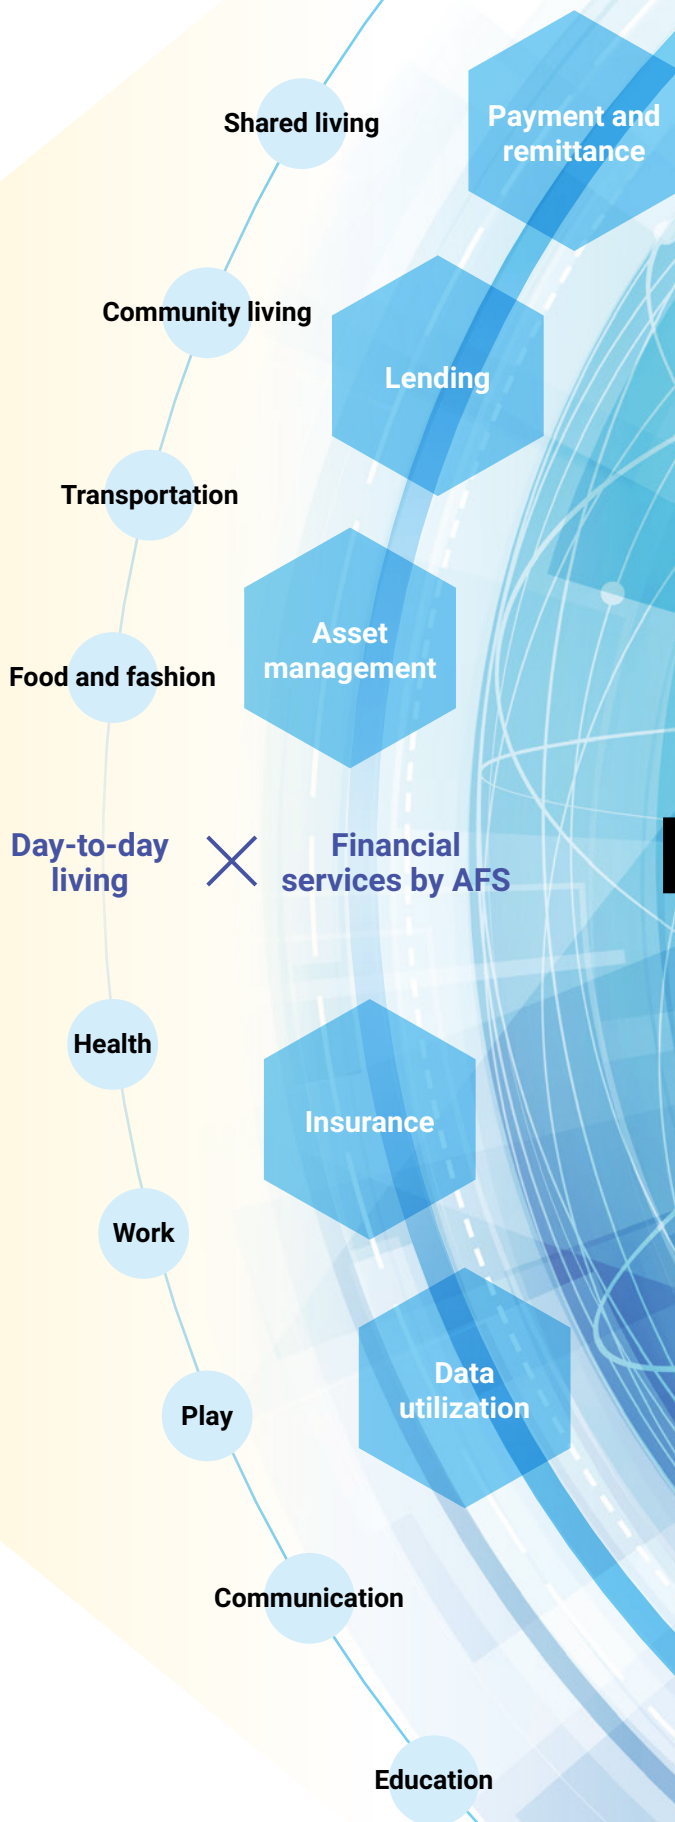 Shared living
Payment and
remittance
Community living
Lending
Transportation
Asset
management
Food and fashion
Day-to-day
living
Financial
services by AFS
Health
Insurance
Work
Data
utilization
Play
Communication
Education